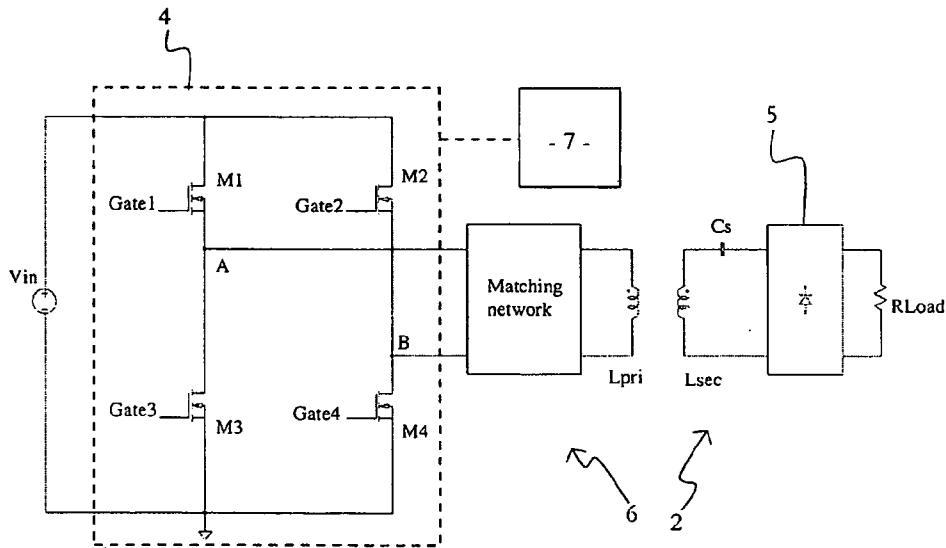 4
5
- 7 -
M1
M2
Gate1
Gate2
Cs
A
Vin
Matching
network
RLoad
B
Lpri
Lsec
Gate3
Gate4
M3
M4
6
2